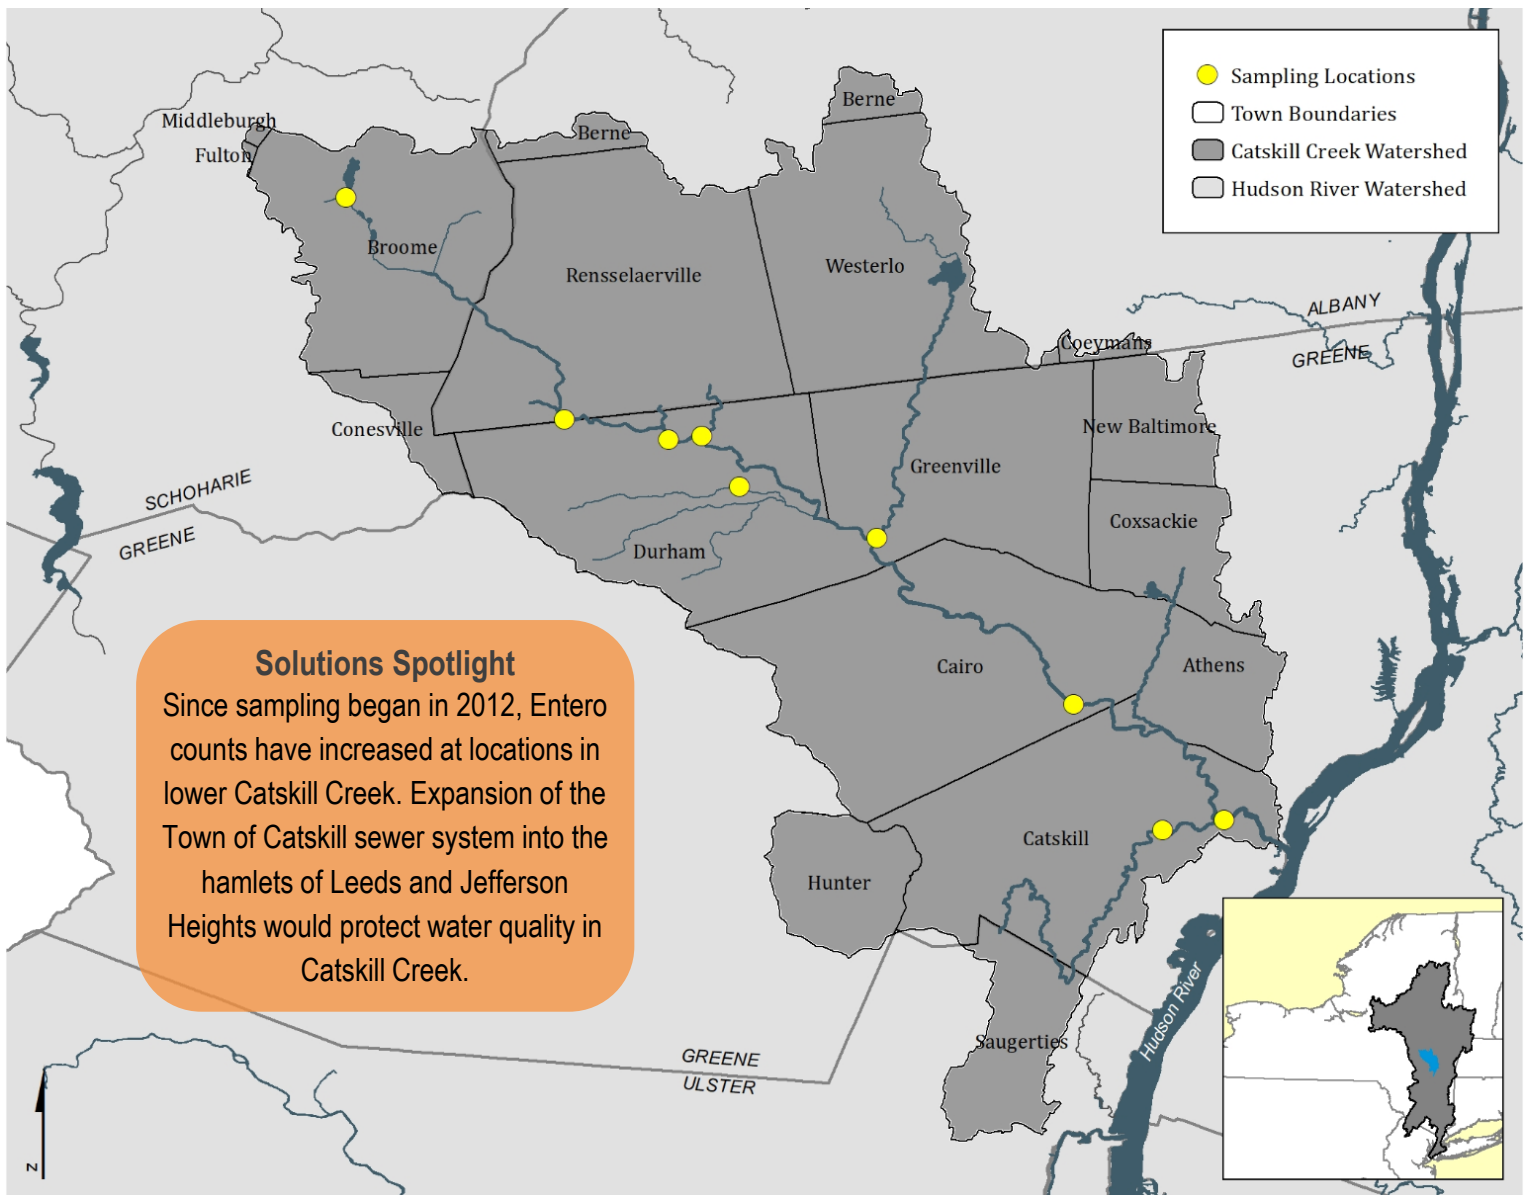 Sampling Locations
Town Boundaries
Catskill Creek Watershed
Hudson River Watershed
Berne
Middleburgh
Berne
Fulton
Broome
Rensselaerville
Westerlo
ALBANY
Coeymans
GREENE
Conesville
New Baltimore
Greenville
SCHOHARIE
Coxsackie
GREENE
Durham
Cairo
Athens
Solutions Spotlight
Since sampling began in 2012, Entero
counts have increased at locations in
lower Catskill Creek. Expansion of the
Town of Catskill sewer system into the
hamlets of Leeds and Jefferson
Heights would protect water quality in
Catskill Creek.
Catskill
Hunter
Hudson River
Saugerties
GREENE
ULSTER
N